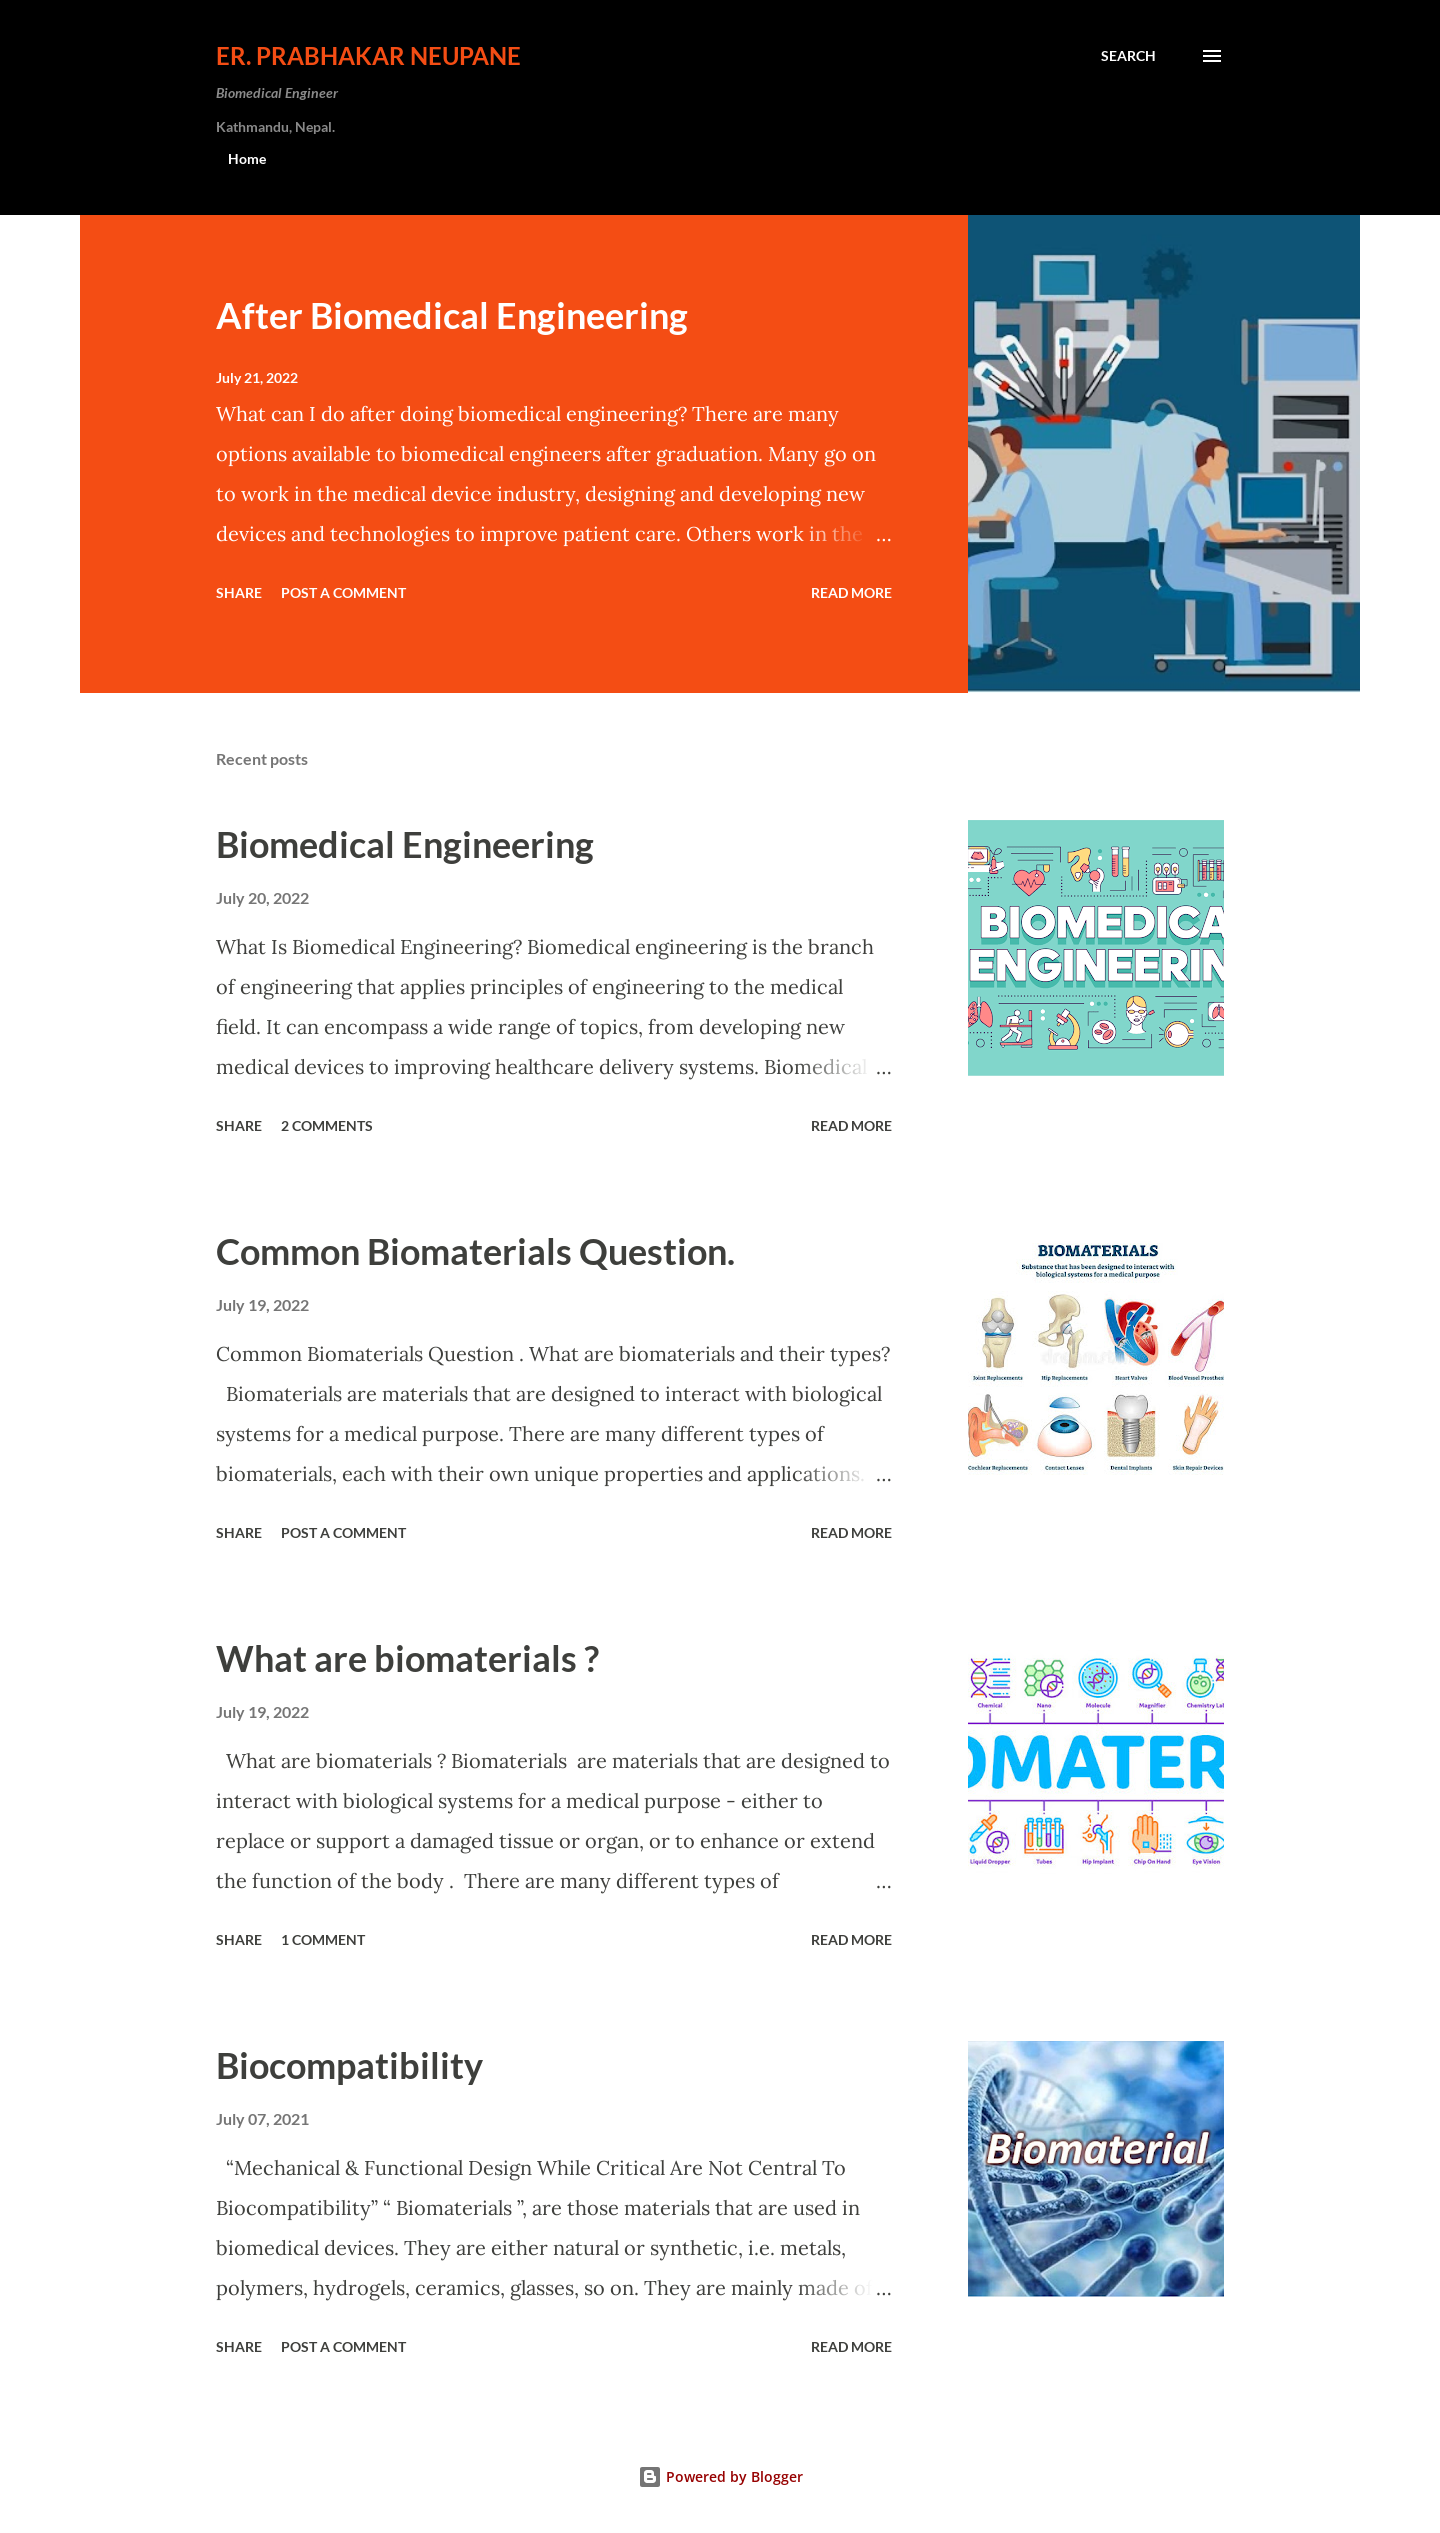 ER. PRABHAKAR NEUPANE
SEARCH
Biomedical Engineer
Kathmandu, Nepal.
Home
After Biomedical Engineering
July 21, 2022
What can I do after doing biomedical engineering? There are many
options available to biomedical engineers after graduation. Many go on
to work in the medical device industry, designing and developing new
devices and technologies to improve patient care. Others work in the ...
SHARE POST A COMMENT READ MORE
Recent posts
Biomedical Engineering
July 20, 2022
What Is Biomedical Engineering? Biomedical engineering is the branch
of engineering that applies principles of engineering to the medical
field. It can encompass a wide range of topics, from developing new
medical devices to improving healthcare delivery systems. Biomedical ...
SHARE 2 COMMENTS READ MORE
BIOMEDICA
ENGINEERIN
Common Biomaterials Question.
July 19, 2022
Common Biomaterials Question . What are biomaterials and their types?
Biomaterials are materials that are designed to interact with biological
systems for a medical purpose. There are many different types of
biomaterials, each with their own unique properties and applications. ...
SHARE POST A COMMENT READ MORE
BIOMATERIALS
Substance that has been designed to interact with
biological systems for a medical purpose
Joint Replacements Hip Replacements Heart Valves Blood Vessel Prosthes
Cochlear Replacements Contact Lenses Dental Implants Skin Repair Devices
What are biomaterials ?
July 19, 2022
What are biomaterials ? Biomaterials are materials that are designed to
interact with biological systems for a medical purpose - either to
replace or support a damaged tissue or organ, or to enhance or extend
the function of the body . There are many different types of ...
SHARE 1 COMMENT READ MORE
Chemical Nano Molecule Magnifier Chemistry Lab
OMATER
Liquid Dropper Tubes Hip Implant Chip On Hand Eye Vision
Biocompatibility
July 07, 2021
“Mechanical & Functional Design While Critical Are Not Central To
Biocompatibility” “ Biomaterials ”, are those materials that are used in
biomedical devices. They are either natural or synthetic, i.e. metals,
polymers, hydrogels, ceramics, glasses, so on. They are mainly made of ...
SHARE POST A COMMENT READ MORE
Biomaterial
Powered by Blogger